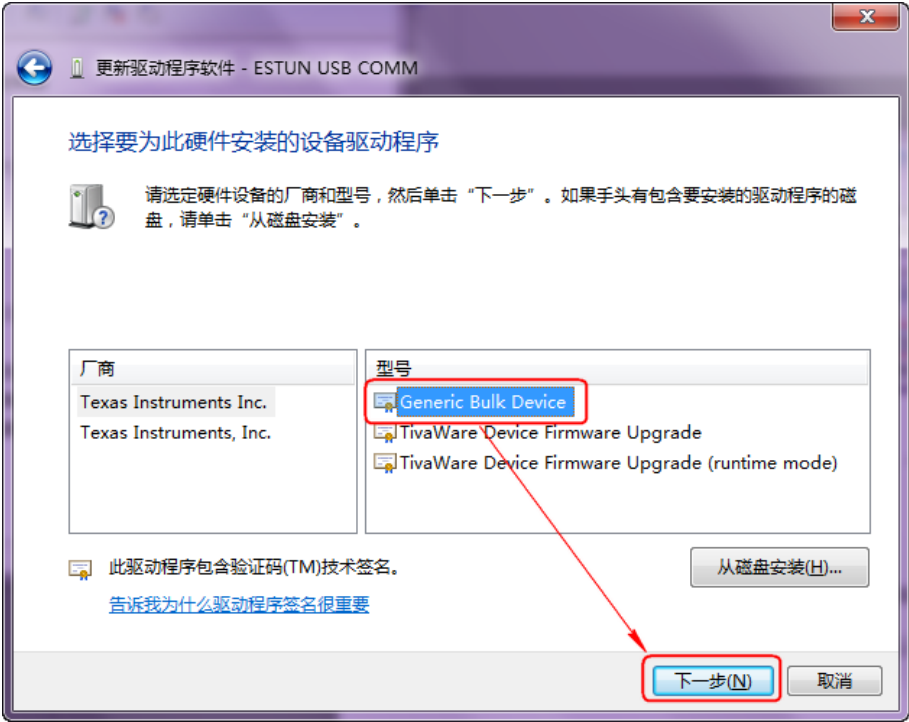 更新驱动程序软件 - ESTUN USB COMM
选择要为此硬件安装的设备驱动程序
请选定硬件设备的厂商和型号，然后单击“下一步”。如果手头有包含要安装的驱动程序的磁
盘，请单击“从磁盘安装”。
厂商
Texas Instruments Inc.
Texas Instruments, Inc.
型号
Generic Bulk Device
TivaWare Device Firmware Upgrade
TivaWare Device Firmware Upgrade (runtime mode)
此驱动程序包含验证码(TM)技术签名。
告诉我为什么驱动程序签名很重要
从磁盘安装(H)...
下一步(N)
取消